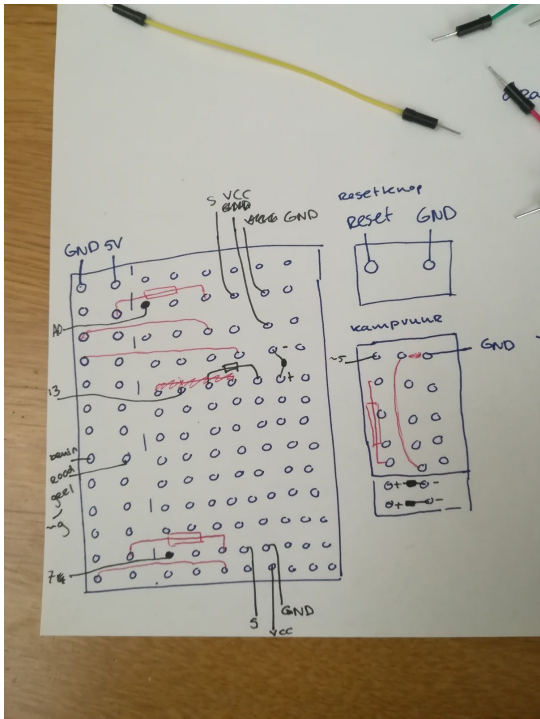 S VCC
GND GND
GND 5V
A0
13
bruin
rood
geel
~9
7
S
VCC
GND
Resetknop
Reset GND
Kampvuur
~5
GND
- +
+ -
+ -